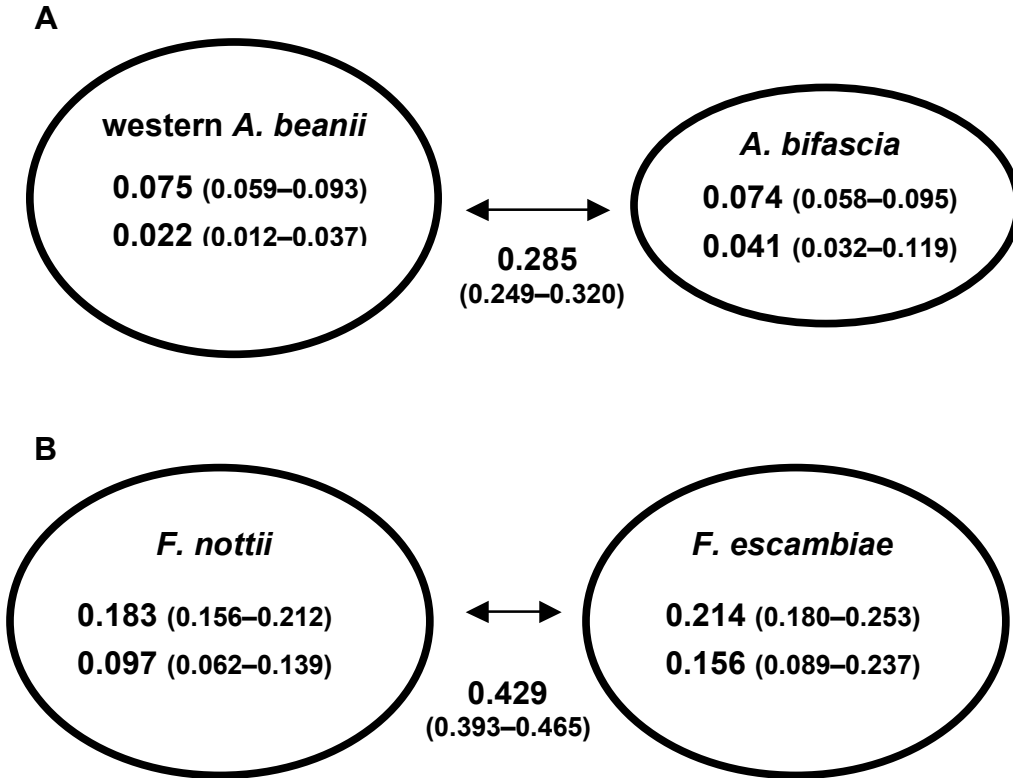 A
western A. beanii
0.075 (0.059–0.093)
0.022 (0.012–0.037)
A. bifascia
0.074 (0.058–0.095)
0.041 (0.032–0.119)
0.285
(0.249–0.320)
B
F. nottii
0.183 (0.156–0.212)
0.097 (0.062–0.139)
F. escambiae
0.214 (0.180–0.253)
0.156 (0.089–0.237)
0.429
(0.393–0.465)